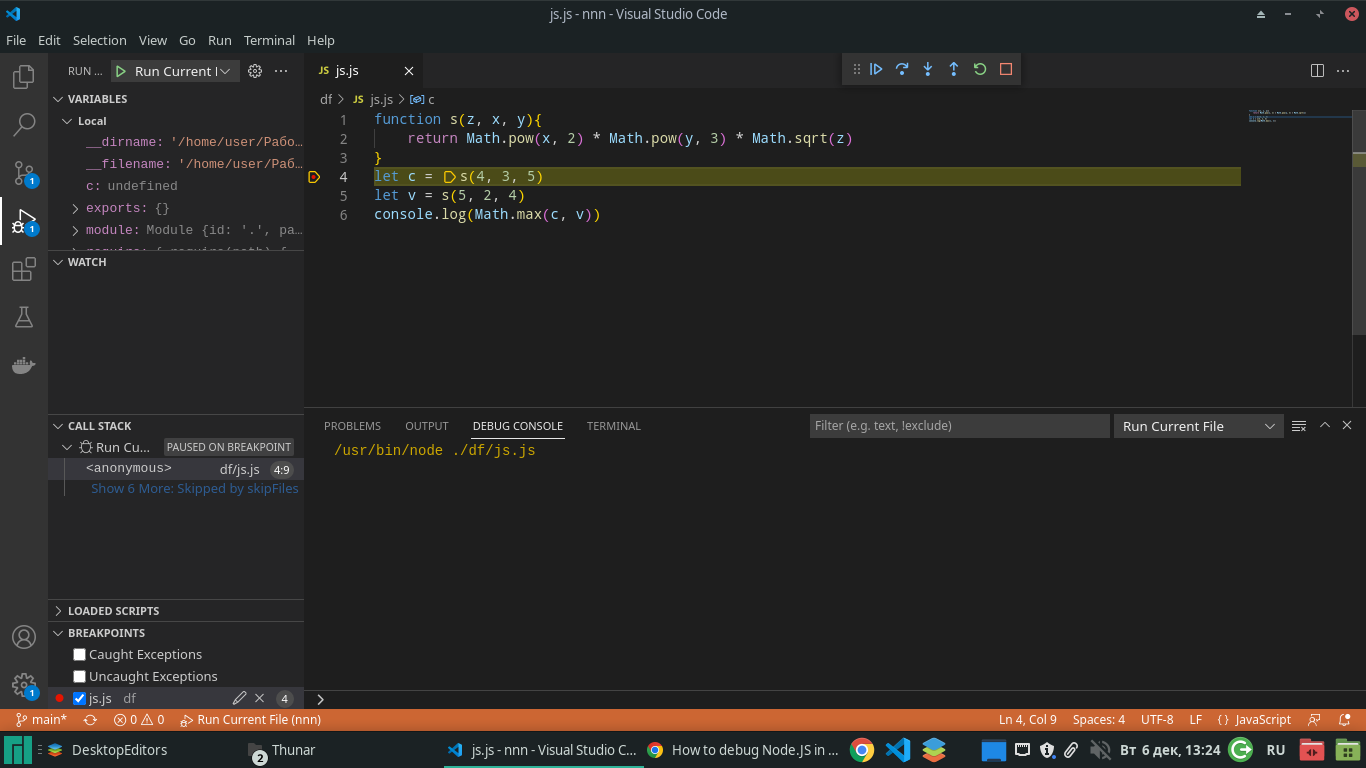 js.js - nnn - Visual Studio Code
File Edit Selection View Go Run Terminal Help
RUN ... Run Current
JS js.js
VARIABLES
df > JS js.js > c
Local
__dirname: '/home/user/Рабо...
__filename: '/home/user/Раб...
c: undefined
exports: {}
module: Module {id: '.', pa...
1 function s(z, x, y){
2 return Math.pow(x, 2) * Math.pow(y, 3) * Math.sqrt(z)
3 }
4 let c = s(4, 3, 5)
5 let v = s(5, 2, 4)
6 console.log(Math.max(c, v))
WATCH
CALL STACK
Run Cu... PAUSED ON BREAKPOINT
<anonymous> df/js.js 4:9
Show 6 More: Skipped by skipFiles
PROBLEMS OUTPUT DEBUG CONSOLE TERMINAL Filter (e.g. text, !exclude) Run Current File
/usr/bin/node ./df/js.js
1
1
1
LOADED SCRIPTS
BREAKPOINTS
Caught Exceptions
Uncaught Exceptions
js.js df 4
>
main* 0 0 Run Current File (nnn) Ln 4, Col 9 Spaces: 4 UTF-8 LF {} JavaScript
DesktopEditors 2 Thunar js.js - nnn - Visual Studio C... How to debug Node.JS in ... Вт 6 дек, 13:24 RU